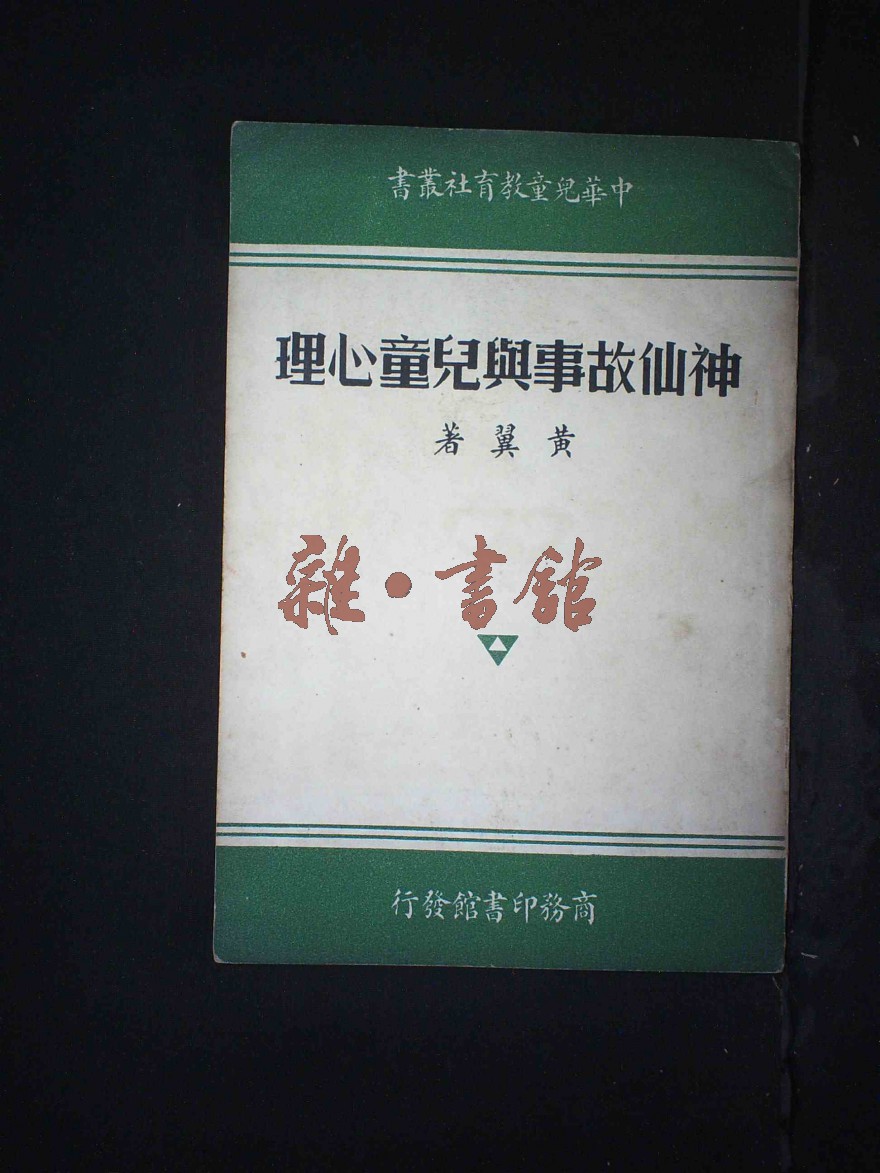 中華兒童教育社叢書
神仙故事與兒童心理
黃翼著
雜·書館
商務印書館發行